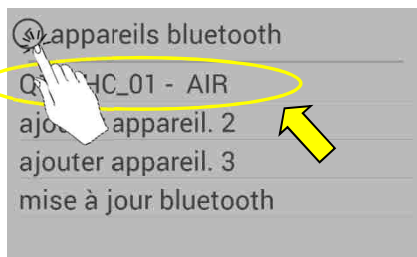 appareils bluetooth
HC_01 - AIR
appareil. 2
ajouter appareil. 3
mise à jour bluetooth